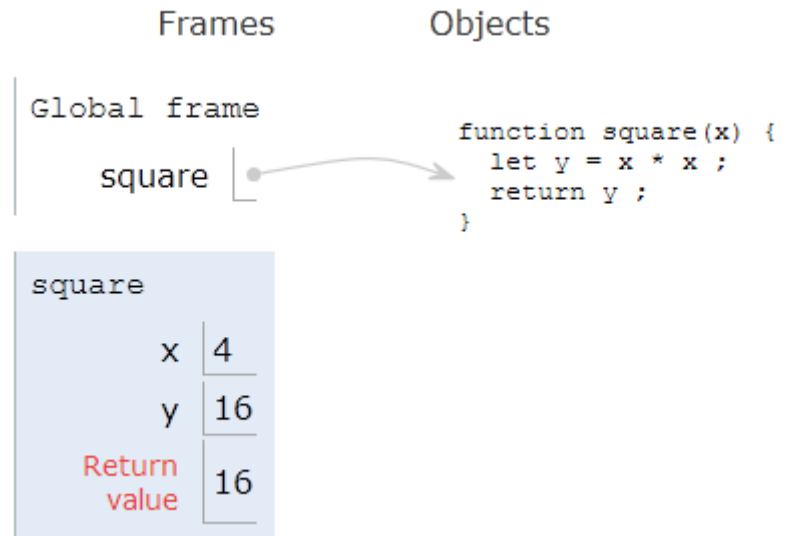 Frames Objects
Global frame
square
function square(x) {
  let y = x * x ;
  return y ;
}
square
x 4
y 16
Return
value 16